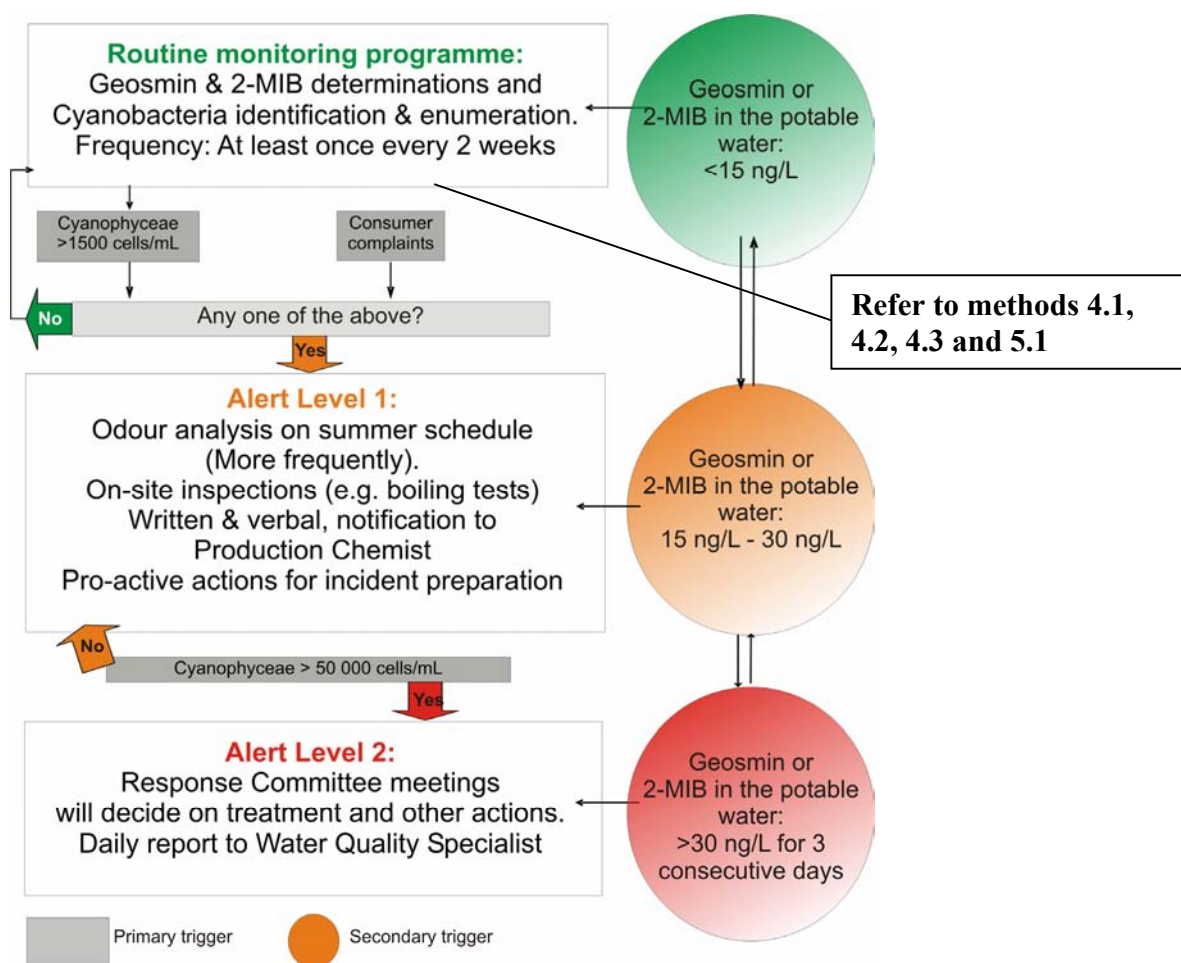 Routine monitoring programme:
Geosmin & 2-MIB determinations and
Cyanobacteria identification & enumeration.
Frequency: At least once every 2 weeks
Geosmin or
2-MIB in the potable
water:
<15 ng/L
Cyanophyceae
>1500 cells/mL
Consumer
complaints
No
Any one of the above?
Yes
Refer to methods 4.1,
4.2, 4.3 and 5.1
Alert Level 1:
Odour analysis on summer schedule
(More frequently).
On-site inspections (e.g. boiling tests)
Written & verbal, notification to
Production Chemist
Pro-active actions for incident preparation
Geosmin or
2-MIB in the potable
water:
15 ng/L - 30 ng/L
No
Cyanophyceae > 50 000 cells/mL
Yes
Alert Level 2:
Response Committee meetings
will decide on treatment and other actions.
Daily report to Water Quality Specialist
Geosmin or
2-MIB in the potable
water:
>30 ng/L for 3
consecutive days
Primary trigger
Secondary trigger